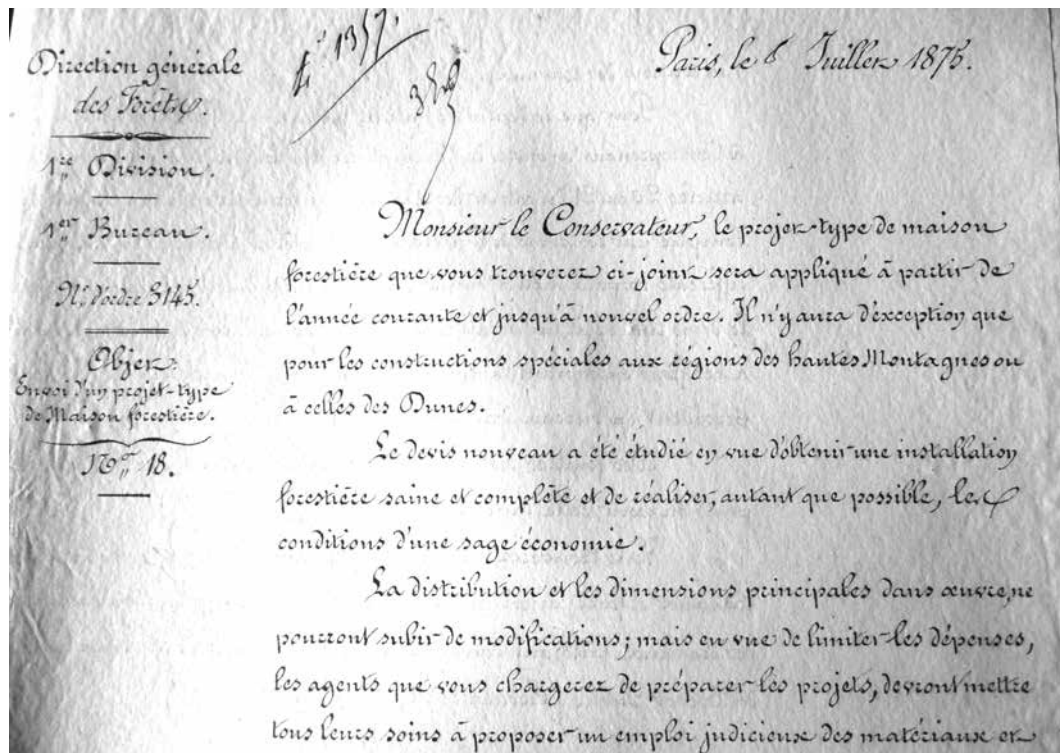 Direction générale
des Forêts.
1re Division.
1er Bureau.
N° d'ordre 3145.
Objet:
Envoi d'un projet-type
de Maison forestière.
N° 18.
1357.
Paris, le 6 Juillet 1875.
Monsieur le Conservateur, le projet-type de maison
forestière que vous trouverez ci-joint sera appliqué à partir de
l'année courante et jusqu'à nouvel ordre. Il n'y aura d'exception que
pour les constructions spéciales aux régions des hautes Montagnes ou
à celles des Dunes.
Le devis nouveau a été étudié en vue d'obtenir une installation
forestière saine et complète et de réaliser, autant que possible, les
conditions d'une sage économie.
La distribution et les dimensions principales dans œuvre, ne
pourront subir de modifications; mais en vue de limiter les dépenses,
les agents que vous chargerez de préparer les projets, devront mettre
tous leurs soins à proposer un emploi judicieux des matériaux et